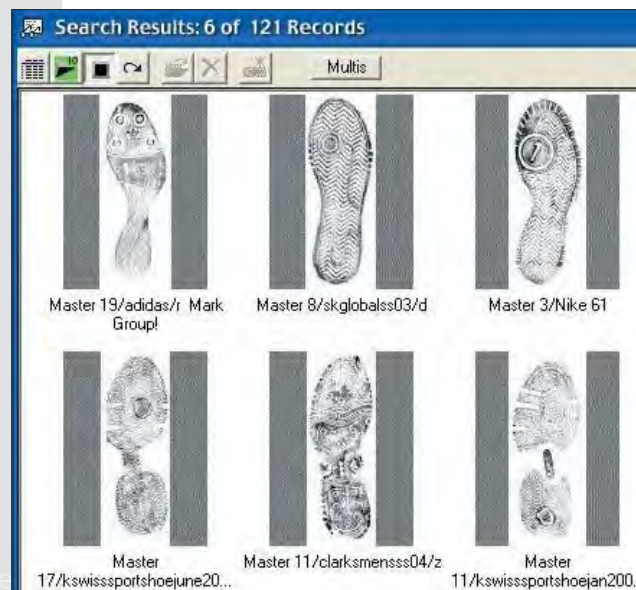 Search Results: 6 of 121 Records
10
Multis
Master 19/adidas/r Mark
Group!
Master 8/skglobalss03/d
Master 3/Nike 61
Master
17/kswisssportshoejune20...
Master 11/clarksmensss04/z
Master
11/kswisssportshoejan200...